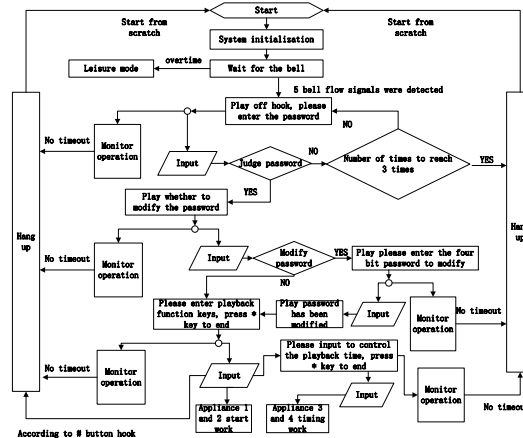 Start
Start from
scratch
Start from
scratch
System initialization
overtime
Leisure mode
Wait for the bell
5 bell flow signals were detected
Play off hook, please
enter the password
NO
No timeout
Monitor
operation
Input
Judge password
NO
Number of times to reach
3 times
YES
YES
Play whether to
modify the password
Hang
up
Hang
up
No timeout
Monitor
operation
Input
Modify
password
YES
Play please enter the four
bit password to modify
NO
Please enter playback
function keys, press *
key to end
Play password
has been
modified
Input
Monitor
operation
No timeout
Please input to control
the playback time, press
* key to end
No timeout
Monitor
operation
Input
Input
Monitor
operation
Appliance 1
and 2 start
work
Appliance 3
and 4 timing
work
No timeout
According to # button hook